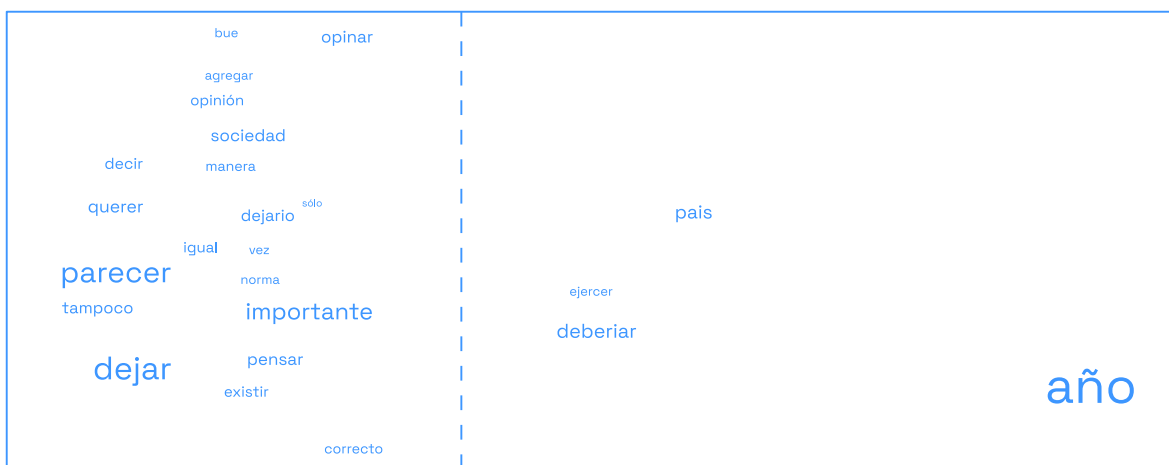 bue
opinar
agregar
opinión
sociedad
decir
manera
querer
sólo
dejario
pais
igual
vez
parecer
norma
ejercer
tampoco
importante
deberiar
pensar
dejar
año
existir
correcto